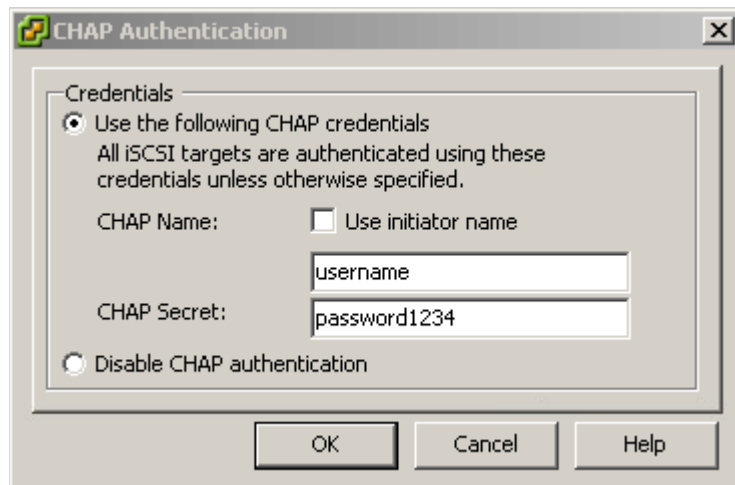 CHAP Authentication
Credentials
Use the following CHAP credentials
All iSCSI targets are authenticated using these
credentials unless otherwise specified.
CHAP Name: Use initiator name
username
CHAP Secret: password1234
Disable CHAP authentication
OK Cancel Help